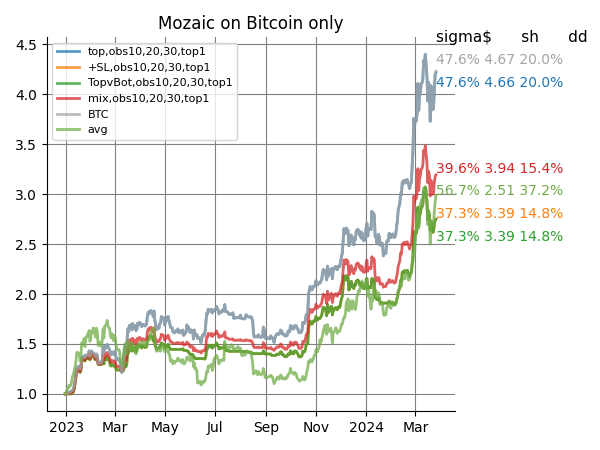 Mozaic on Bitcoin only
sigma$ sh dd
top,obs10,20,30,top1
+SL,obs10,20,30,top1
TopvBot,obs10,20,30,top1
mix,obs10,20,30,top1
BTC
avg
47.6% 4.67 20.0%
47.6% 4.66 20.0%
39.6% 3.94 15.4%
56.7% 2.51 37.2%
37.3% 3.39 14.8%
37.3% 3.39 14.8%
4.5
4.0
3.5
3.0
2.5
2.0
1.5
1.0
2023 Mar May Jul Sep Nov 2024 Mar